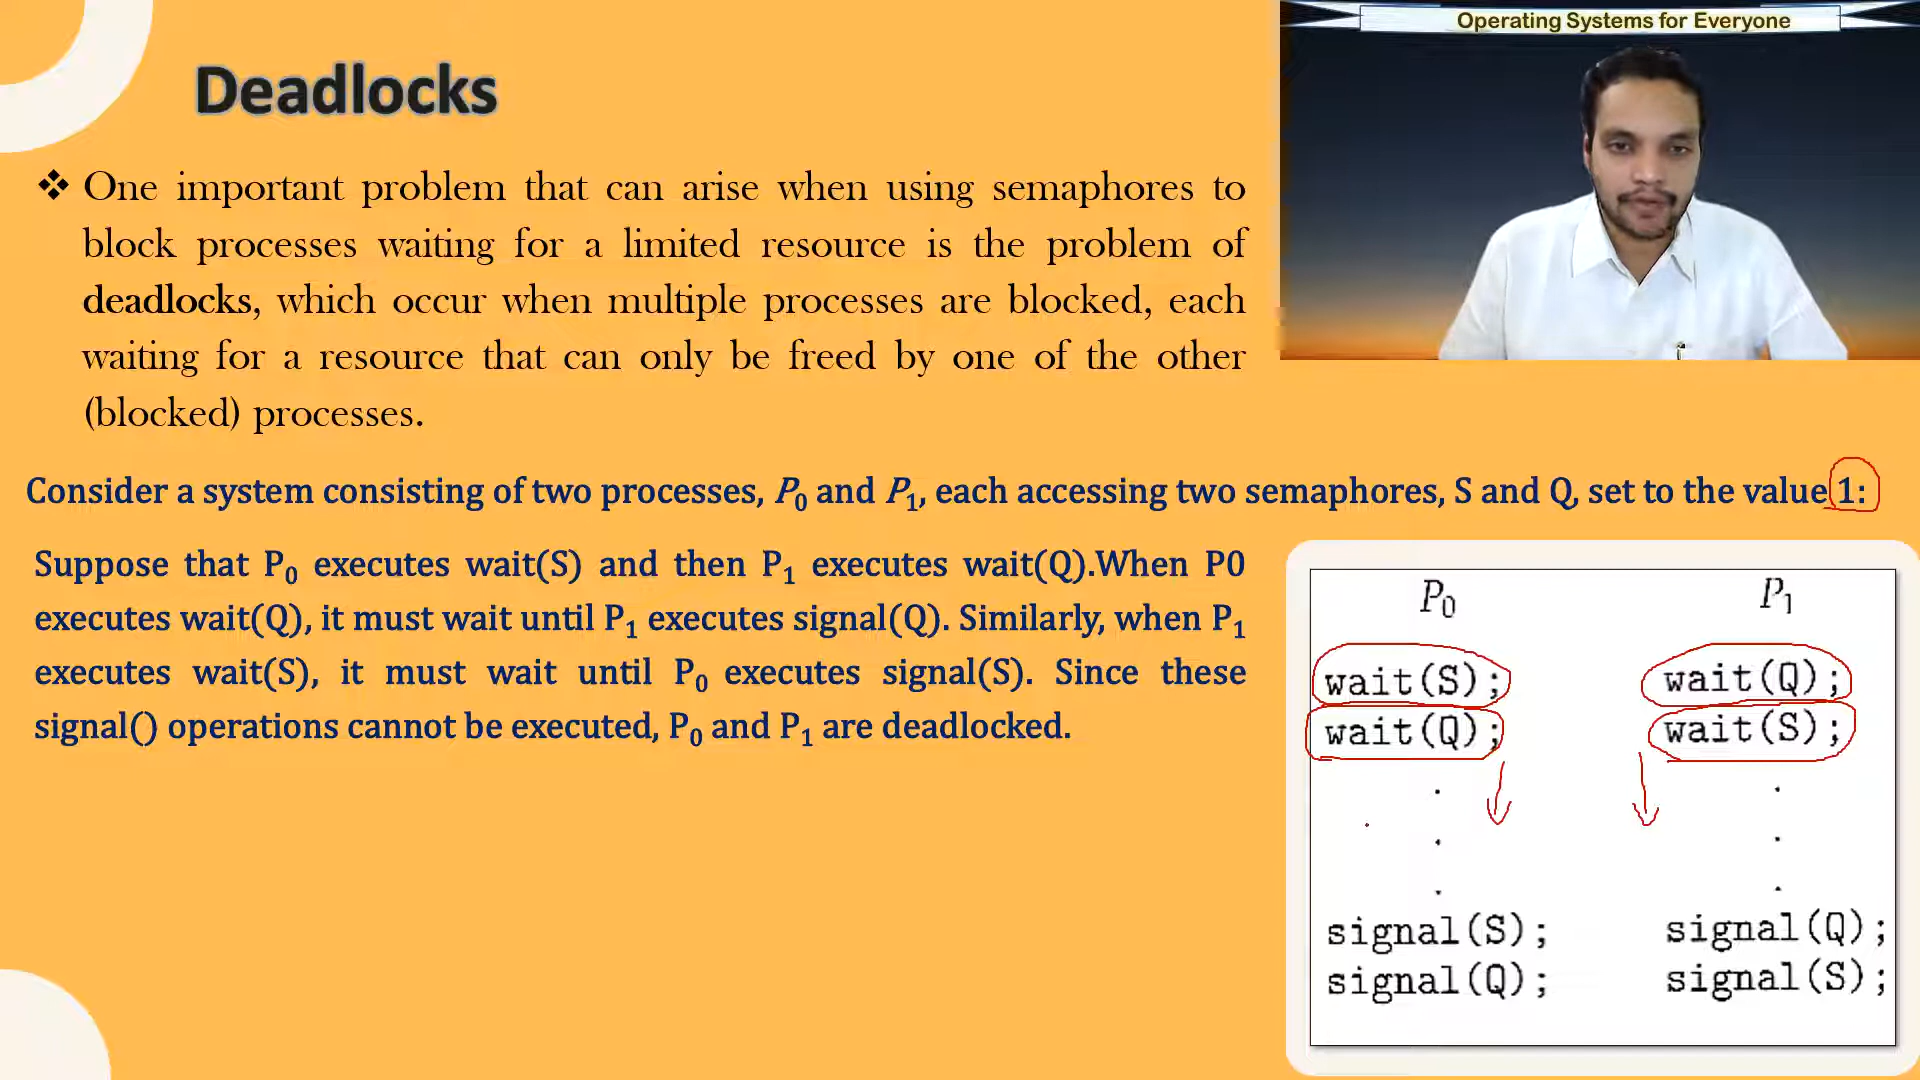 Operating Systems for Everyone
Deadlocks
❖ One important problem that can arise when using semaphores to
block processes waiting for a limited resource is the problem of
deadlocks, which occur when multiple processes are blocked, each
waiting for a resource that can only be freed by one of the other
(blocked) processes.
Consider a system consisting of two processes, P₀ and P₁, each accessing two semaphores, S and Q, set to the value 1:
Suppose that P₀ executes wait(S) and then P₁ executes wait(Q).When P0
executes wait(Q), it must wait until P₁ executes signal(Q). Similarly, when P₁
executes wait(S), it must wait until P₀ executes signal(S). Since these
signal() operations cannot be executed, P₀ and P₁ are deadlocked.
P₀ P₁
wait(S); wait(Q);
wait(Q); wait(S);
. .
. .
. .
signal(S); signal(Q);
signal(Q); signal(S);